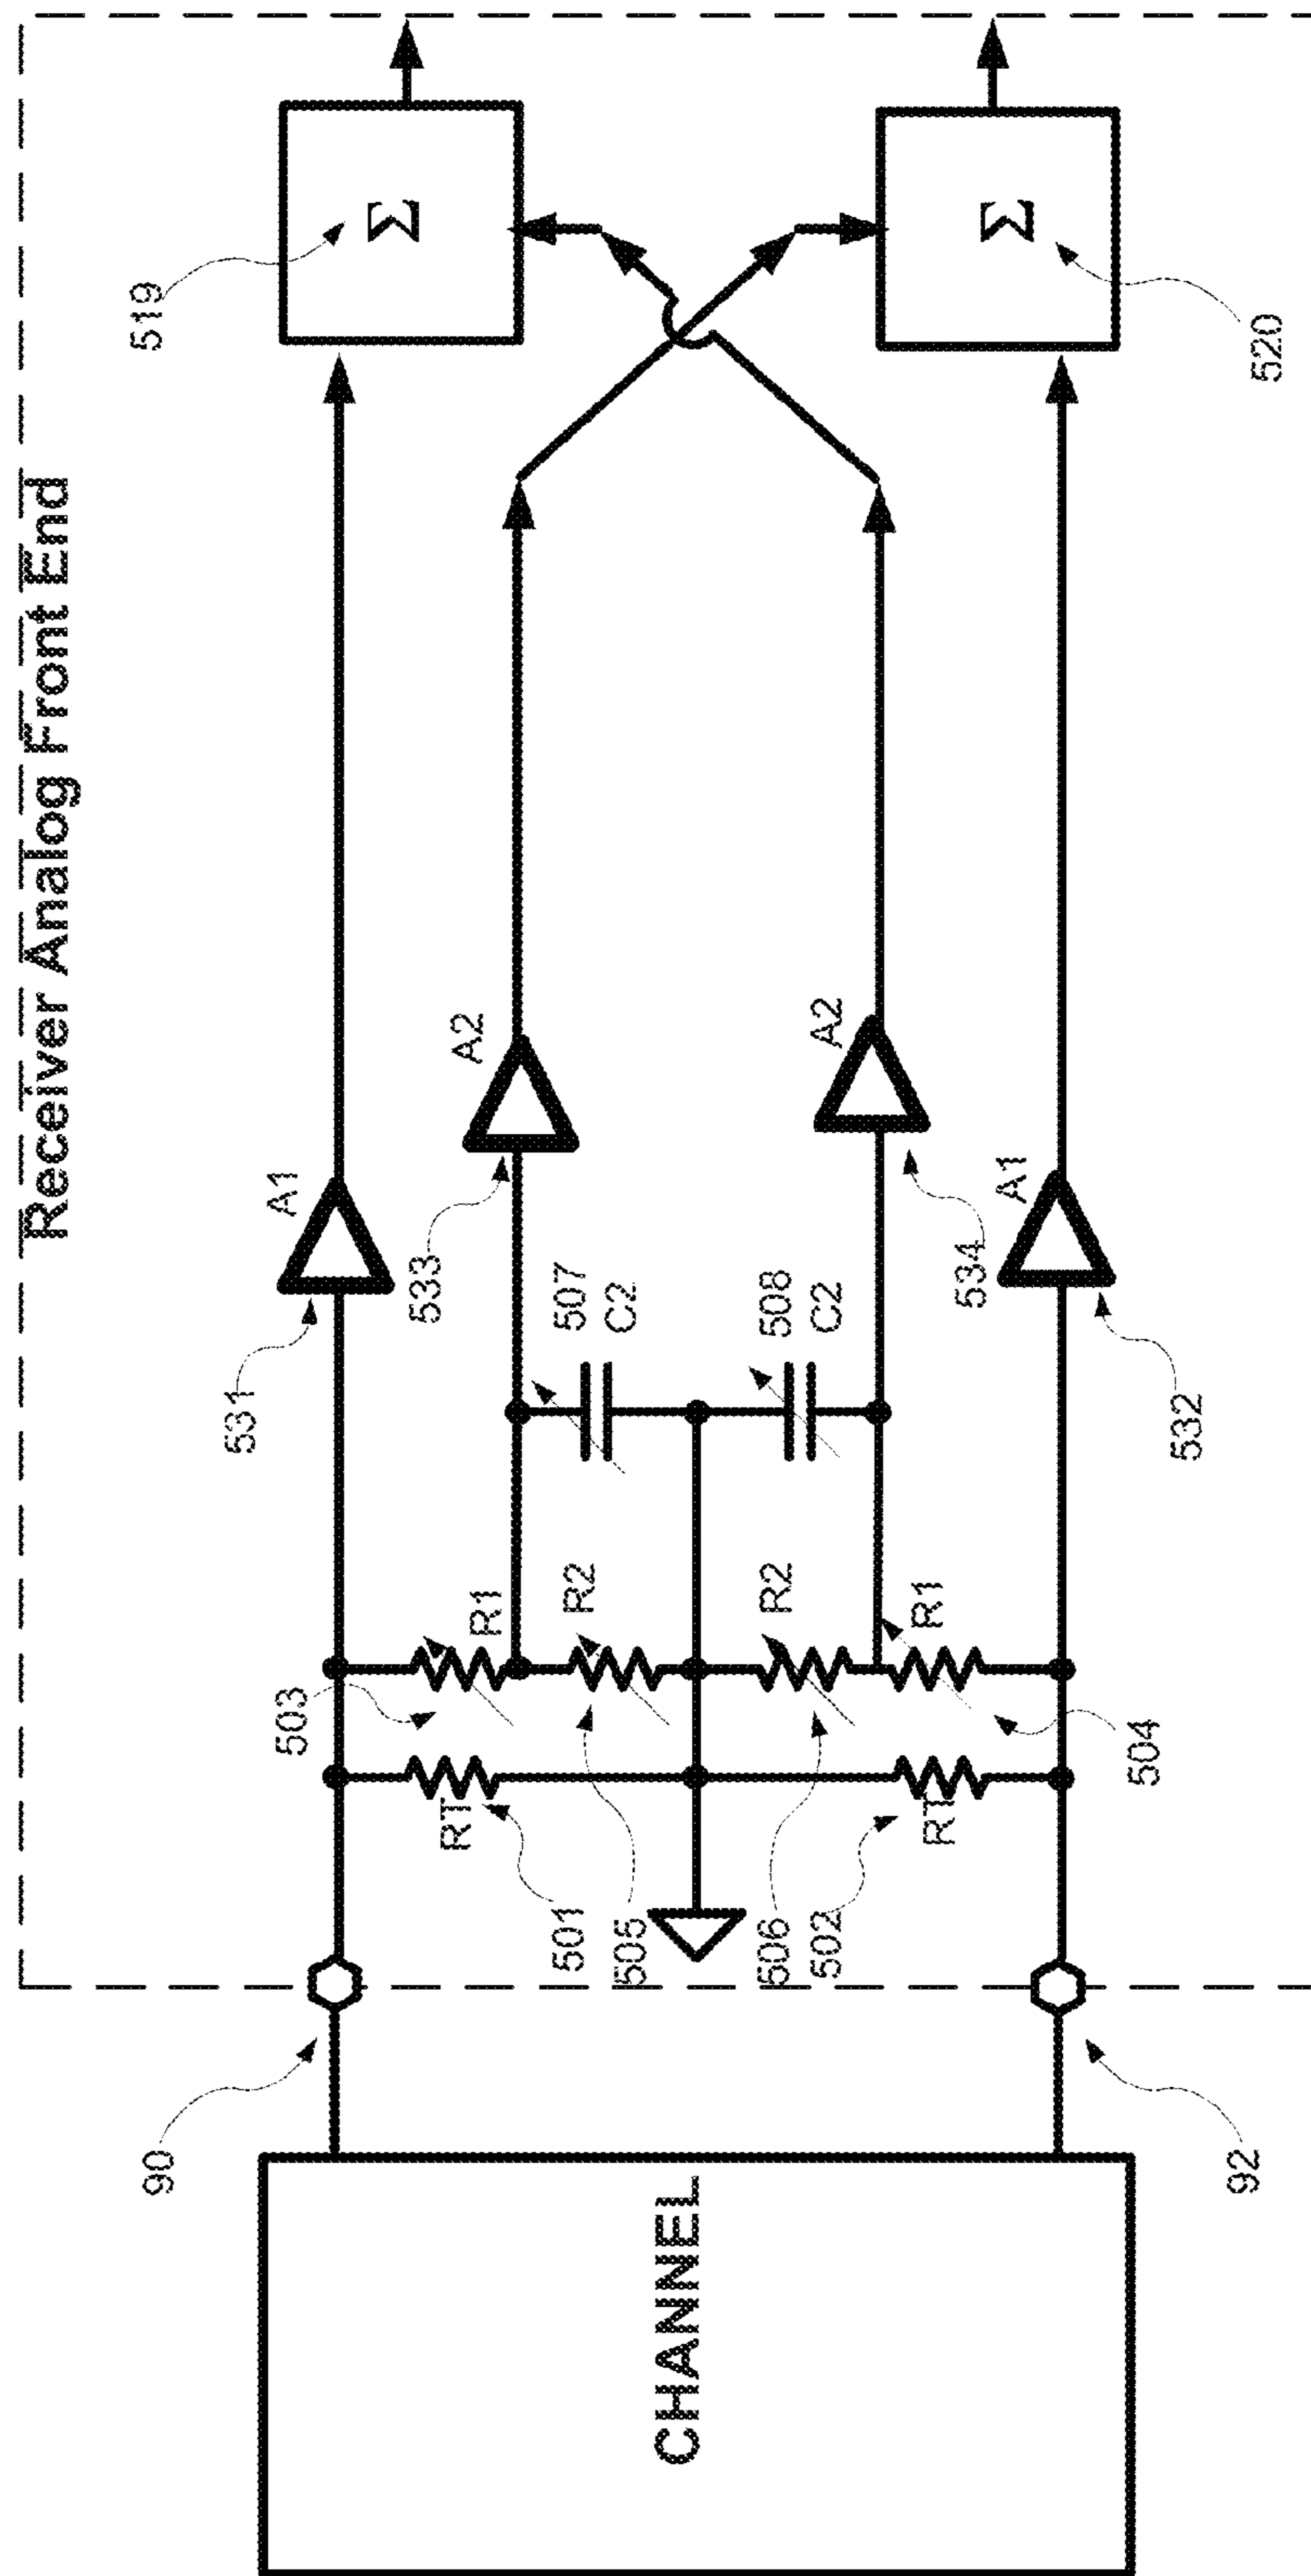 Receiver Analog Front End
CHANNEL
90
92
RT
501
RT
502
503
R1
R2
505
R2
506
R1
504
507
C2
508
C2
531
A1
533
A2
534
A2
532
A1
519
Σ
520
Σ